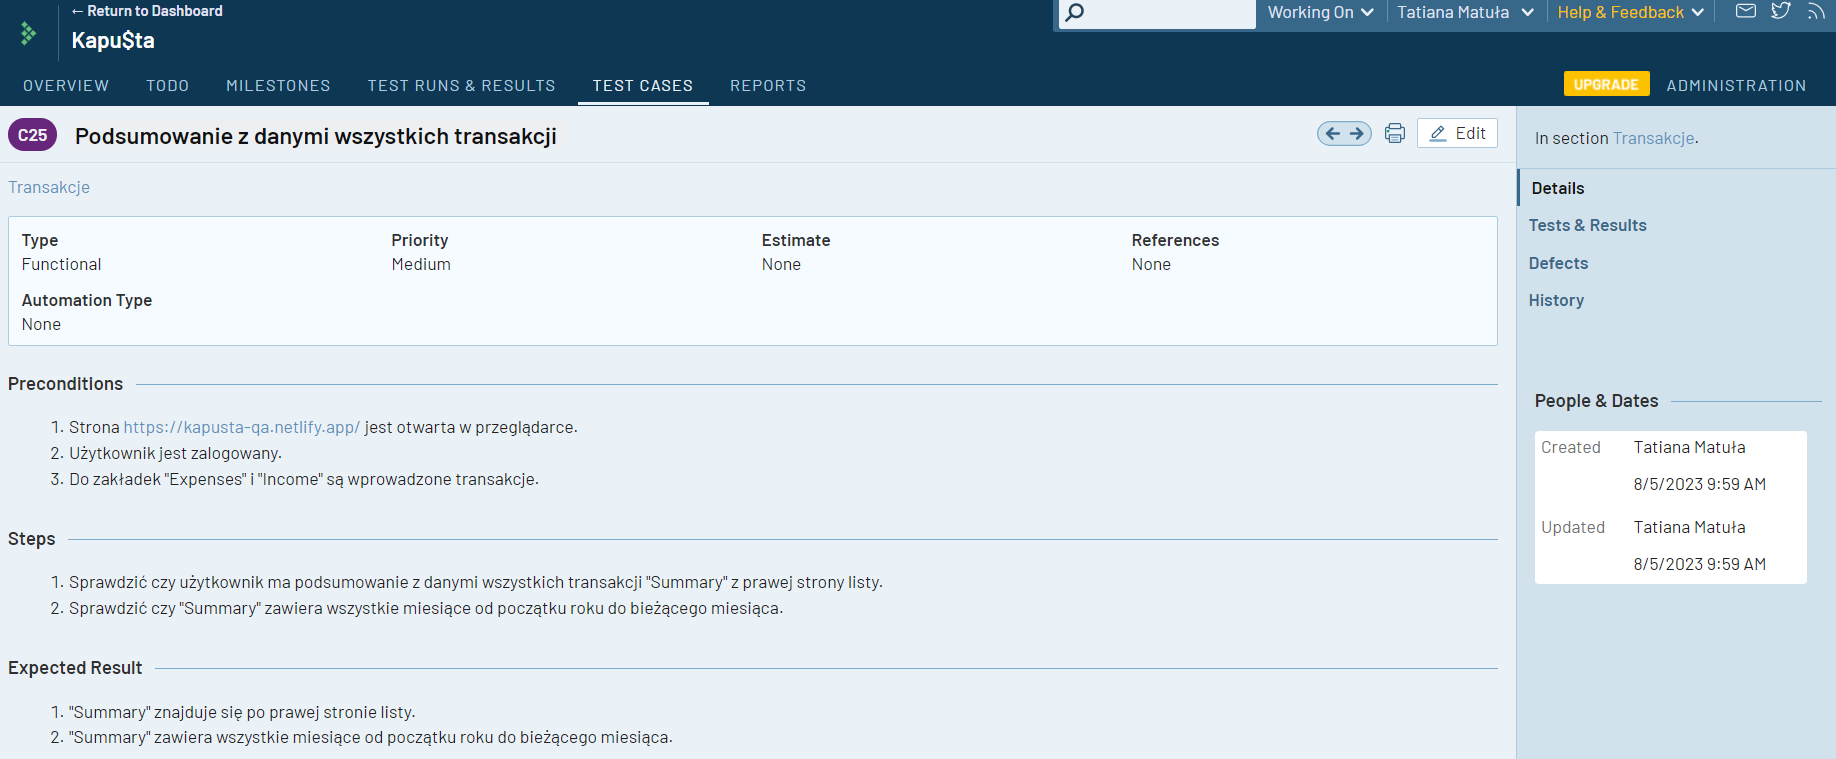 ← Return to Dashboard
Kapu$ta
Working On
Tatiana Matuła
Help & Feedback
OVERVIEW
TODO
MILESTONES
TEST RUNS & RESULTS
TEST CASES
REPORTS
UPGRADE
ADMINISTRATION
C25
Podsumowanie z danymi wszystkich transakcji
Edit
Transakcje
Type
Functional
Priority
Medium
Estimate
None
References
None
Automation Type
None
Preconditions
1. Strona https://kapusta-qa.netlify.app/ jest otwarta w przeglądarce.
2. Użytkownik jest zalogowany.
3. Do zakładek "Expenses" i "Income" są wprowadzone transakcje.
Steps
1. Sprawdzić czy użytkownik ma podsumowanie z danymi wszystkich transakcji "Summary" z prawej strony listy.
2. Sprawdzić czy "Summary" zawiera wszystkie miesiące od początku roku do bieżącego miesiąca.
Expected Result
1. "Summary" znajduje się po prawej stronie listy.
2. "Summary" zawiera wszystkie miesiące od początku roku do bieżącego miesiąca.
In section Transakcje.
Details
Tests & Results
Defects
History
People & Dates
Created Tatiana Matuła
8/5/2023 9:59 AM
Updated Tatiana Matuła
8/5/2023 9:59 AM